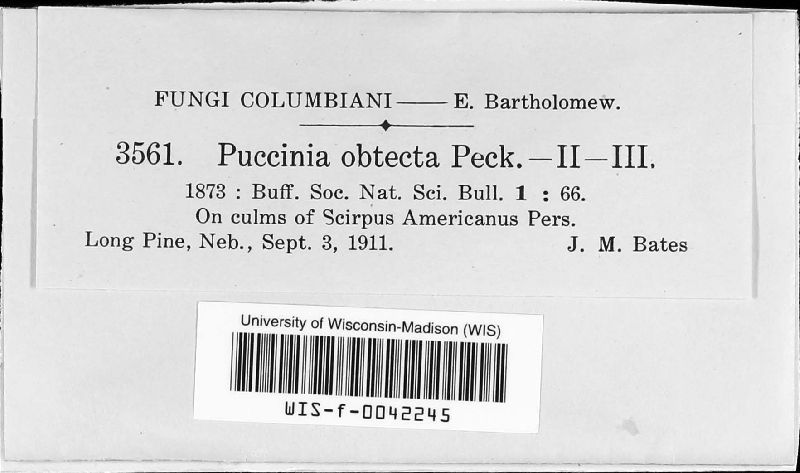 FUNGI COLUMBIANI—— E. Bartholomew.
3561. Puccinia obtecta Peck.—II—III.
1873 : Buff. Soc. Nat. Sci. Bull. 1 : 66.
On culms of Scirpus Americanus Pers.
Long Pine, Neb., Sept. 3, 1911. J. M. Bates
University of Wisconsin-Madison (WIS)
WIS-f-0042245